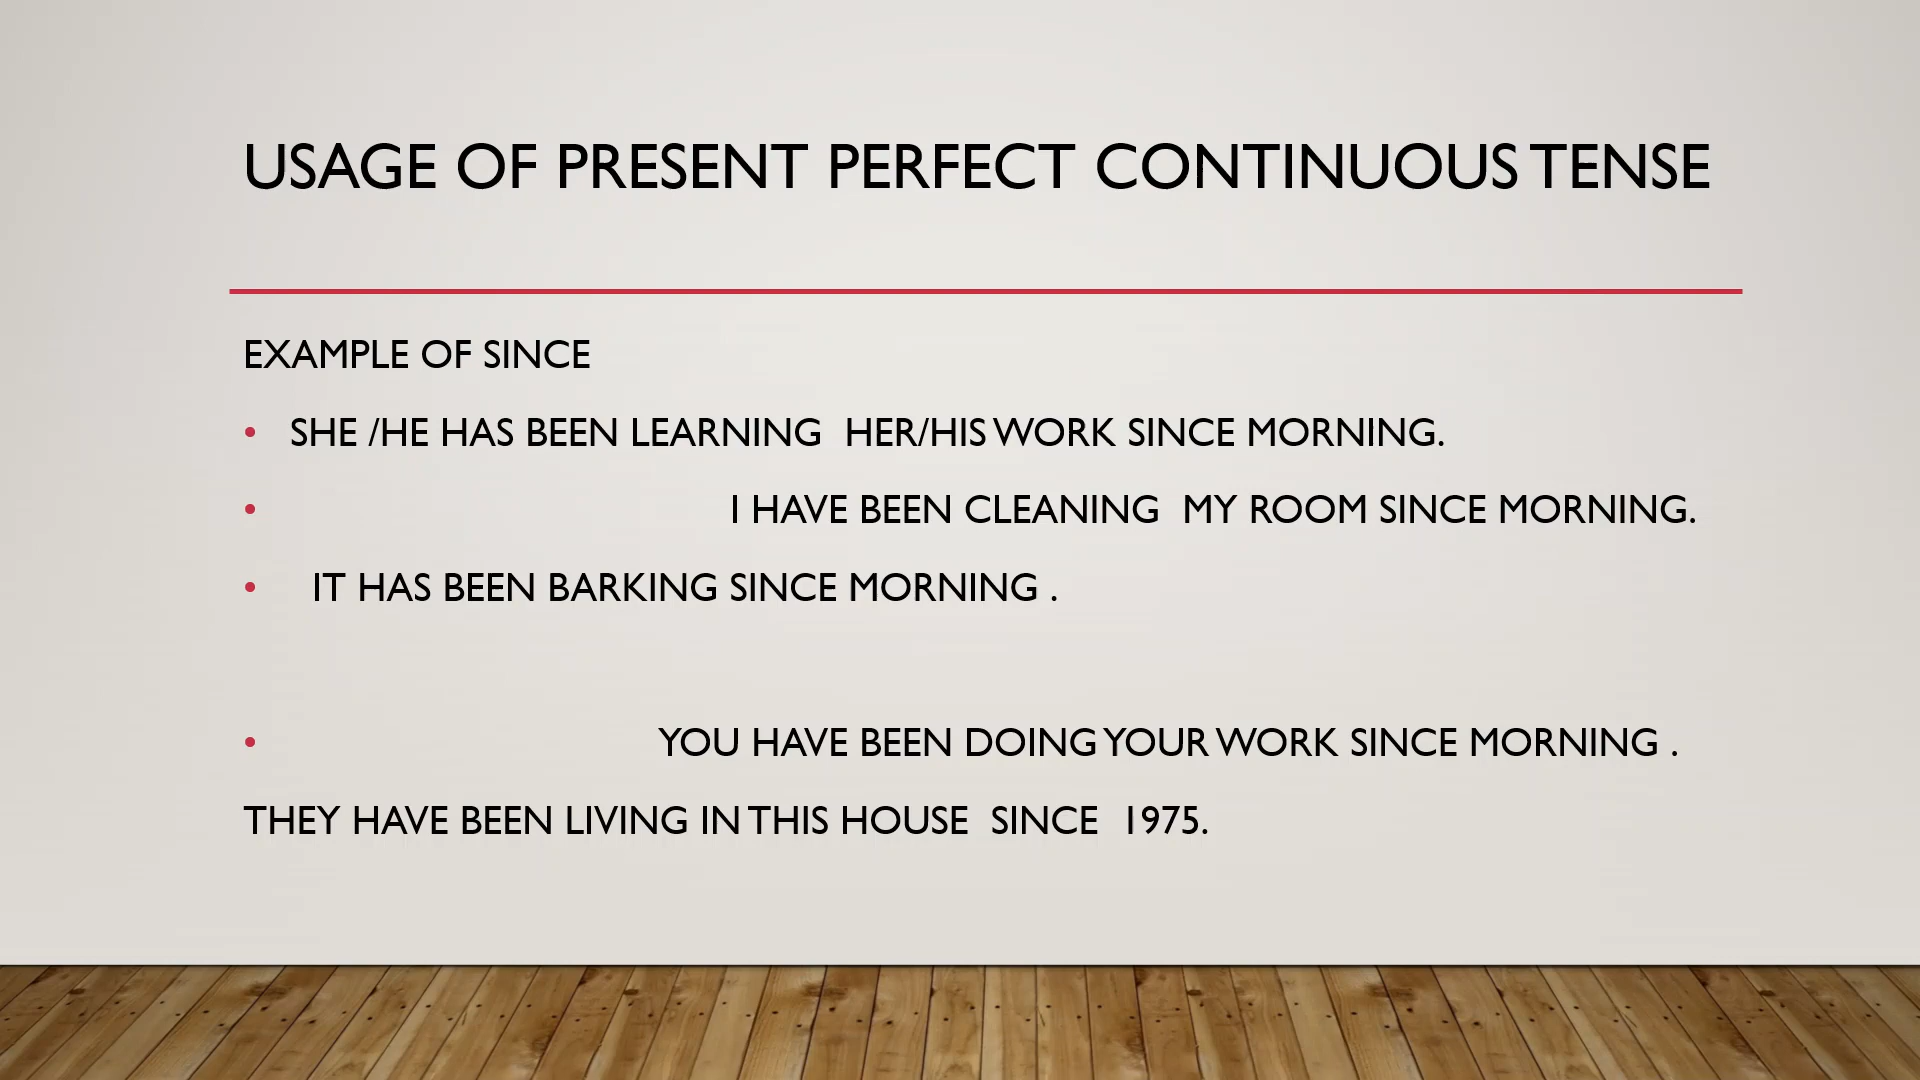 USAGE OF PRESENT PERFECT CONTINUOUS TENSE
EXAMPLE OF SINCE
• SHE /HE HAS BEEN LEARNING  HER/HIS WORK SINCE MORNING.
• I HAVE BEEN CLEANING  MY ROOM SINCE MORNING.
• IT HAS BEEN BARKING SINCE MORNING .
• YOU HAVE BEEN DOING YOUR WORK SINCE MORNING .
THEY HAVE BEEN LIVING IN THIS HOUSE  SINCE  1975.